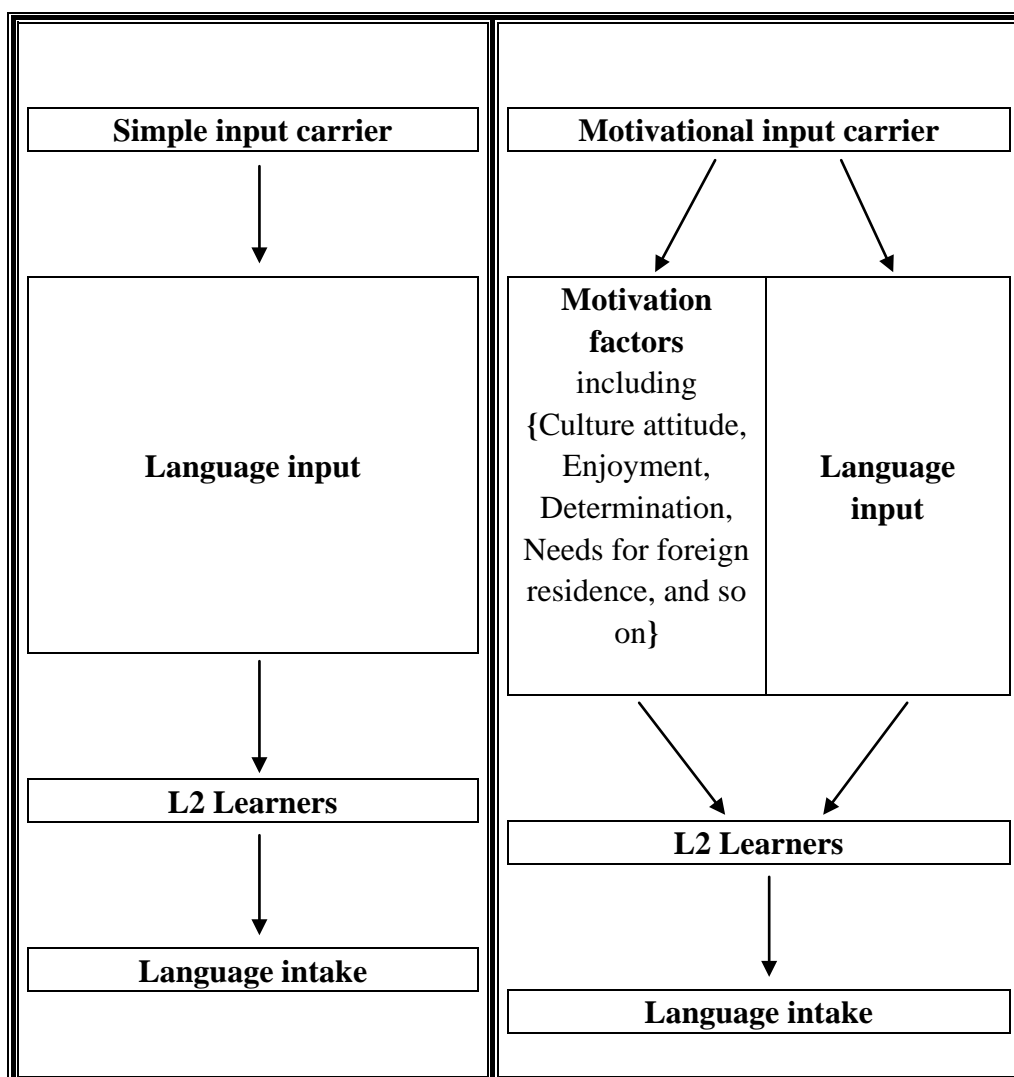 Simple input carrier
Language input
L2 Learners
Language intake
Motivational input carrier
Motivation
factors
including
{Culture attitude,
Enjoyment,
Determination,
Needs for foreign
residence, and so
on}
Language
input
L2 Learners
Language intake